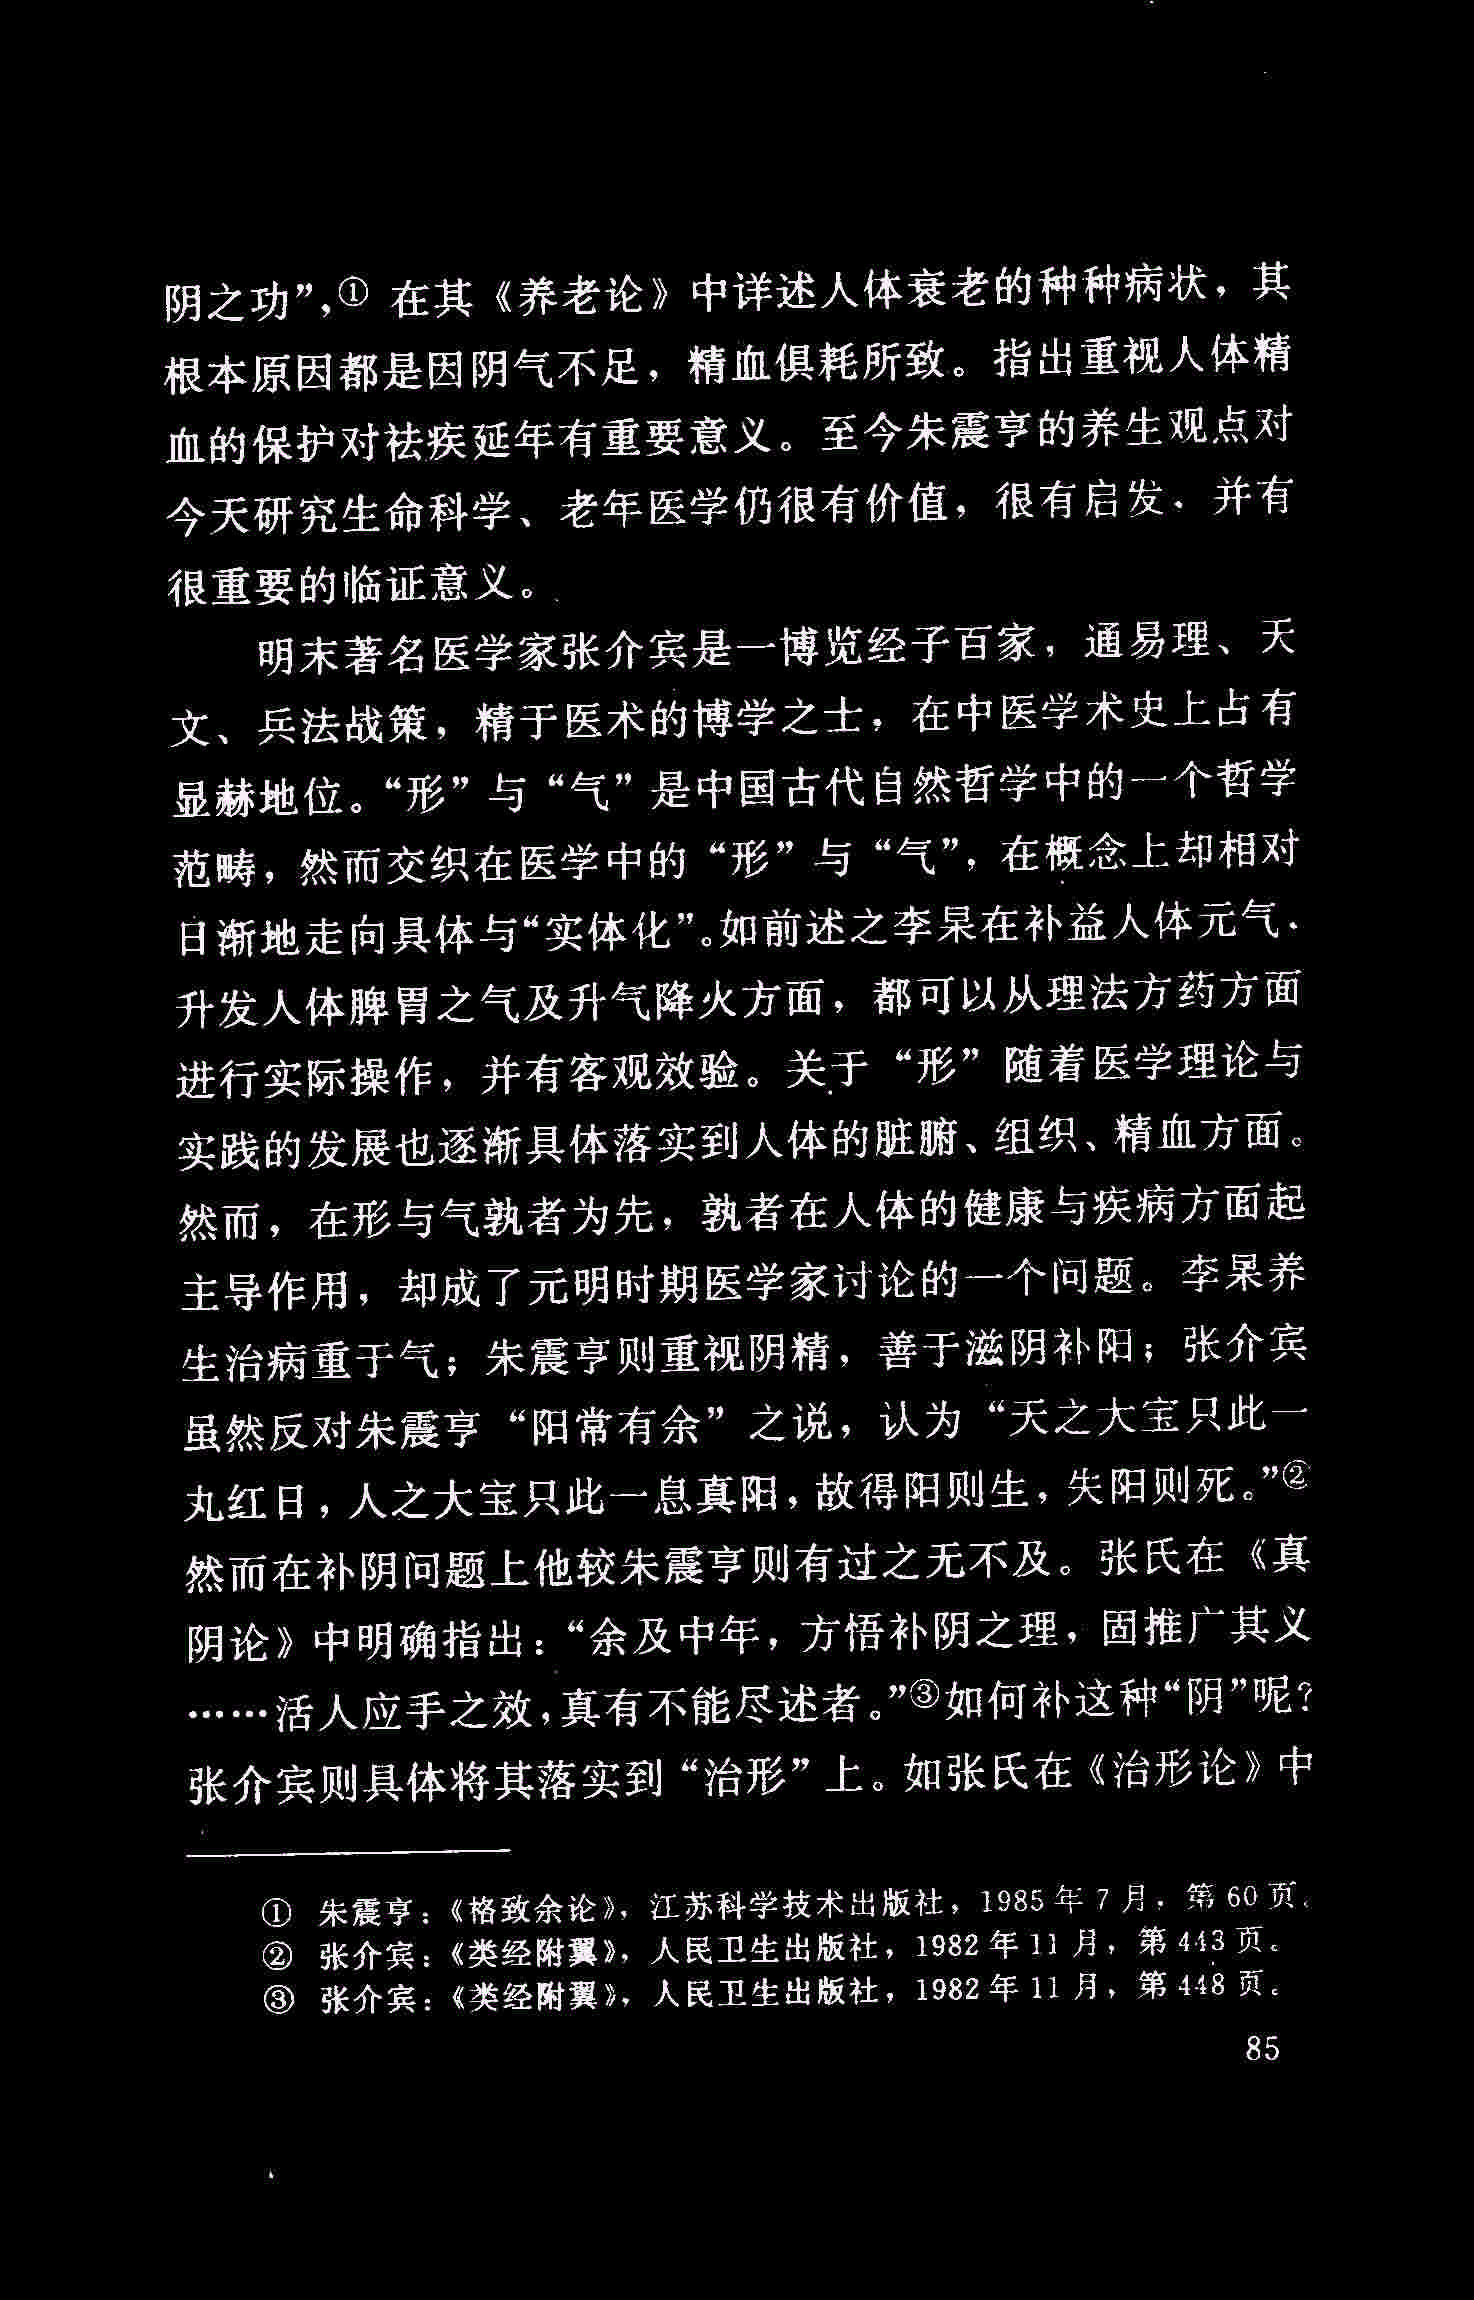 阴之功”,① 在其《养老论》中详述人体衰老的种种病状，其
根本原因都是因阴气不足，精血俱耗所致。指出重视人体精
血的保护对祛疾延年有重要意义。至今朱震亨的养生观点对
今天研究生命科学、老年医学仍很有价值，很有启发．并有
很重要的临证意义。
明末著名医学家张介宾是一博览经子百家，通易理、天
文、兵法战策，精于医术的博学之士，在中医学术史上占有
显赫地位。“形”与“气”是中国古代自然哲学中的一个哲学
范畴，然而交织在医学中的“形”与“气”，在概念上却相对
日渐地走向具体与“实体化”。如前述之李杲在补益人体元气．
升发人体脾胃之气及升气降火方面，都可以从理法方药方面
进行实际操作，并有客观效验。关于“形”随着医学理论与
实践的发展也逐渐具体落实到人体的脏腑、组织、精血方面。
然而，在形与气孰者为先，孰者在人体的健康与疾病方面起
主导作用，却成了元明时期医学家讨论的一个问题。李杲养
生治病重于气；朱震亨则重视阴精，善于滋阴补阳；张介宾
虽然反对朱震亨“阳常有余”之说，认为“天之大宝只此一
丸红日，人之大宝只此一息真阳，故得阳则生，失阳则死。”②
然而在补阴问题上他较朱震亨则有过之无不及。张氏在《真
阴论》中明确指出：“余及中年，方悟补阴之理，固推广其义
……活人应手之效，真有不能尽述者。”③如何补这种“阴”呢？
张介宾则具体将其落实到“治形”上。如张氏在《治形论》中
① 朱震亨：《格致余论》，江苏科学技术出版社，1985年7月，第60页。
② 张介宾：《类经附翼》，人民卫生出版社，1982年11月，第443页。
③ 张介宾：《类经附翼》，人民卫生出版社，1982年11月，第448页。
85